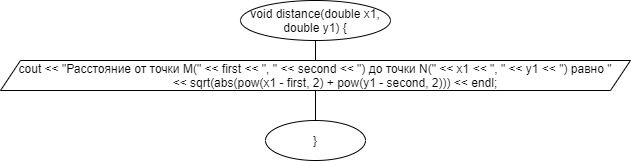 void distance(double x1,
double y1) {
cout << "Расстояние от точки M(" << first << ", " << second << ") до точки N(" << x1 << ", " << y1 << ") равно "
<< sqrt(abs(pow(x1 - first, 2) + pow(y1 - second, 2))) << endl;
}